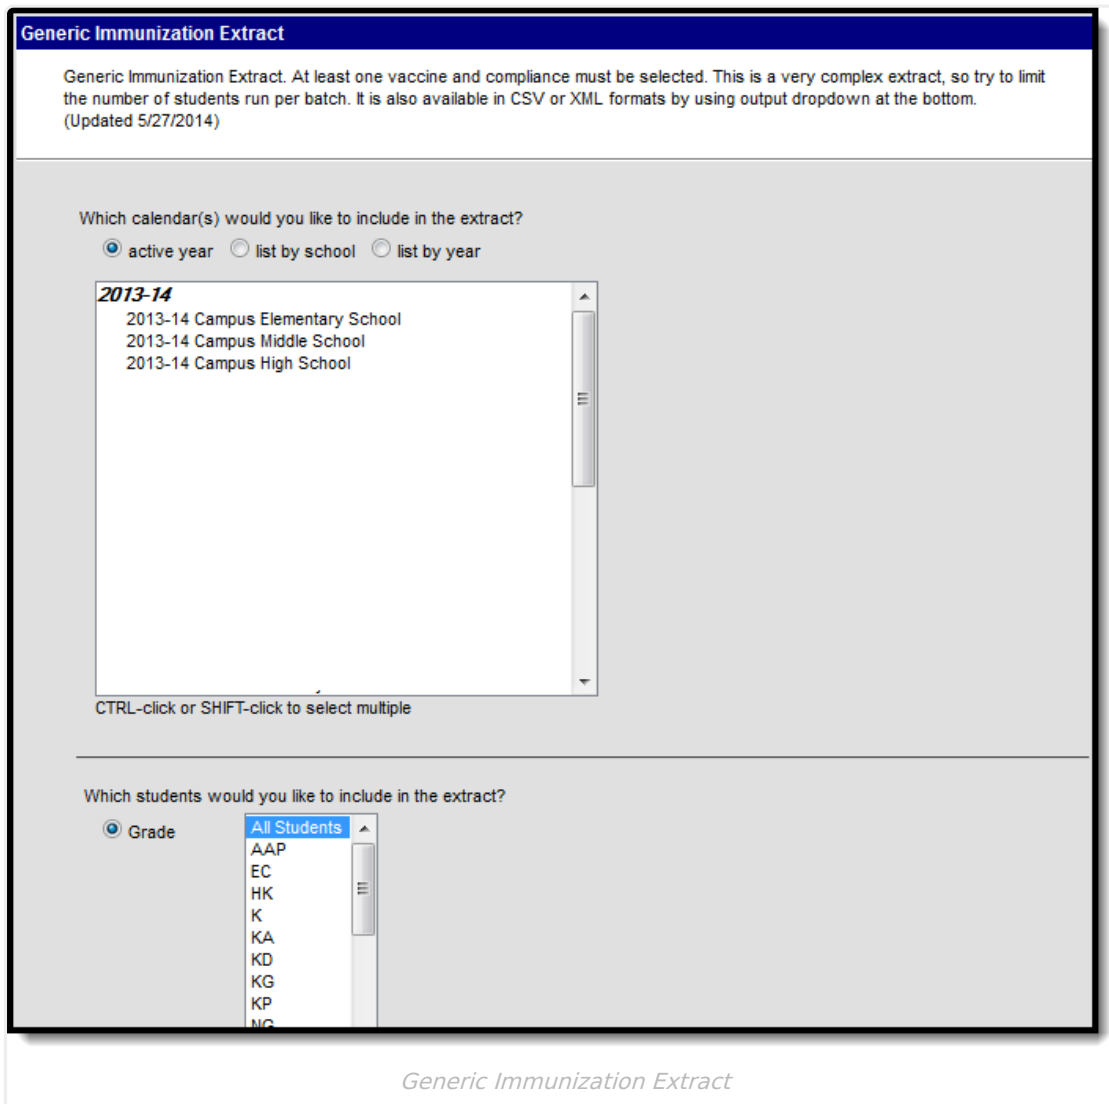 Generic Immunization Extract
Generic Immunization Extract. At least one vaccine and compliance must be selected. This is a very complex extract, so try to limit
the number of students run per batch. It is also available in CSV or XML formats by using output dropdown at the bottom.
(Updated 5/27/2014)
Which calendar(s) would you like to include in the extract?
active year list by school list by year
2013-14
2013-14 Campus Elementary School
2013-14 Campus Middle School
2013-14 Campus High School
CTRL-click or SHIFT-click to select multiple
Which students would you like to include in the extract?
Grade
All Students
AAP
EC
HK
K
KA
KD
KG
KP
NG
Generic Immunization Extract